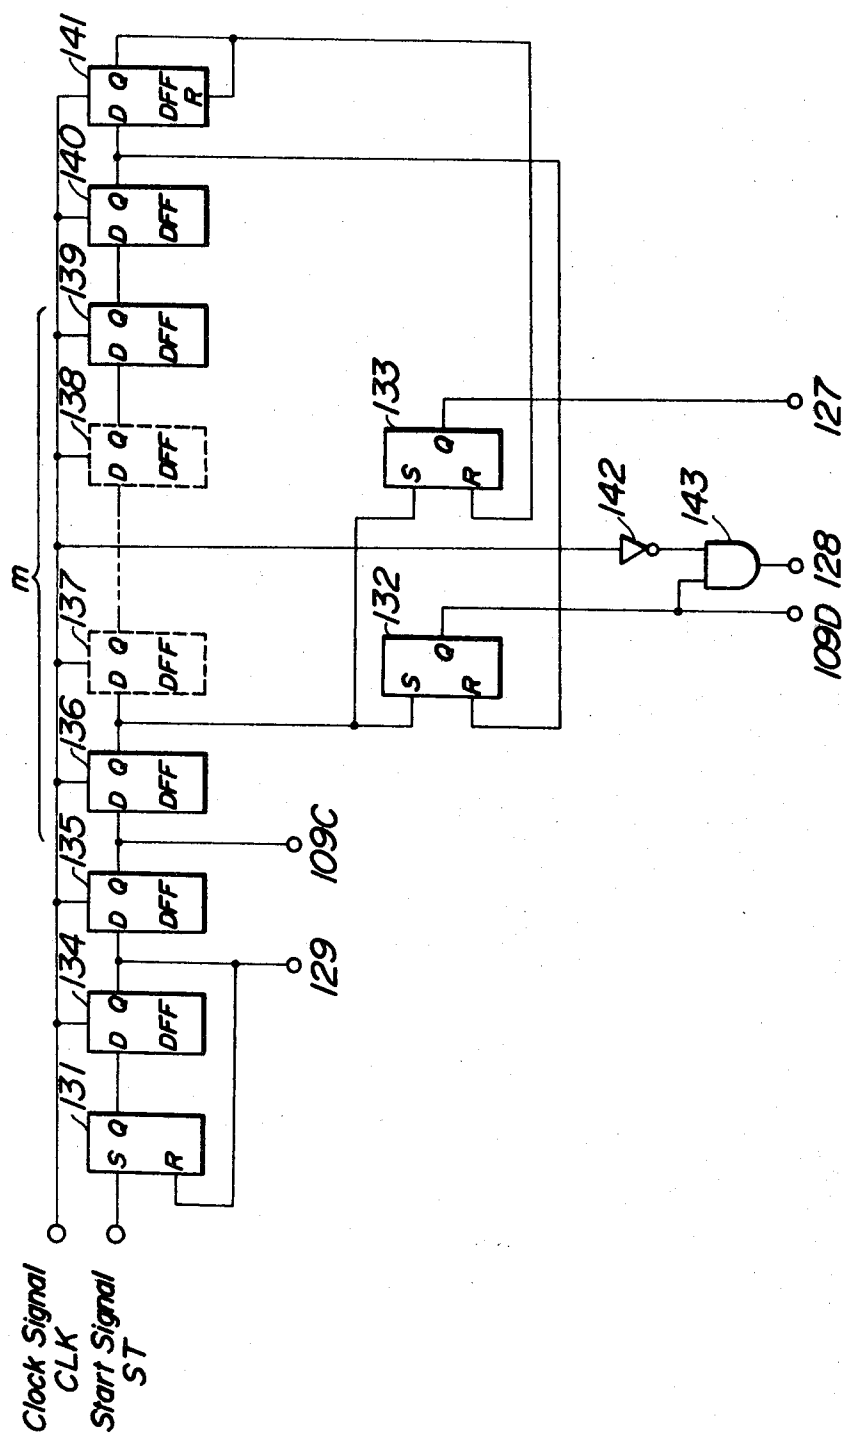 Clock Signal
CLK
Start Signal
ST
m
131
134
135
136
137
138
139
140
141
S Q
R
D Q
DFF
D Q
DFF
D Q
DFF
D Q
DFF
D Q
DFF
D Q
DFF
D Q
DFF
D Q
DFF
R
129
109C
132
S
Q
R
133
S
Q
R
142
143
109D
128
127